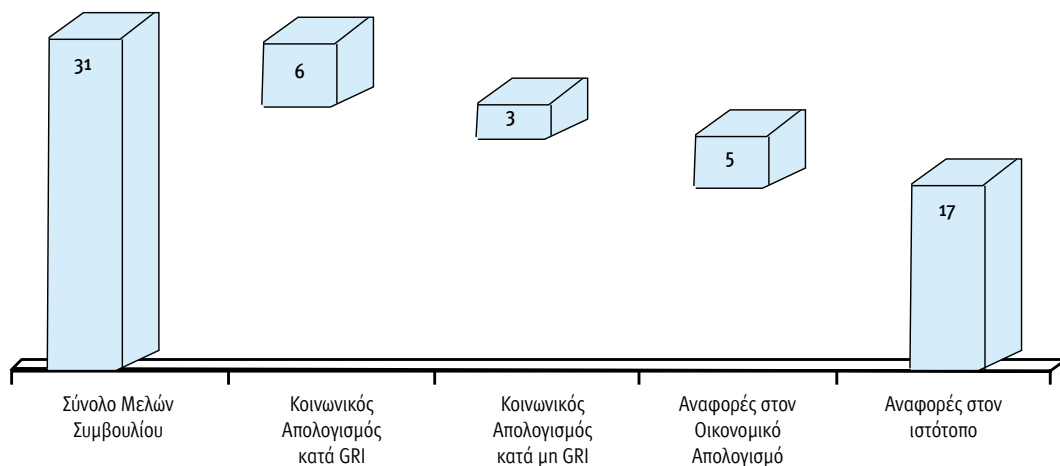 31
6
3
5
17
Σύνολο Μελών
Συμβουλίου
Κοινωνικός
Απολογισμός
κατά GRI
Κοινωνικός
Απολογισμός
κατά μη GRI
Αναφορές στον
Οικονομικό
Απολογισμό
Αναφορές στον
ιστότοπο